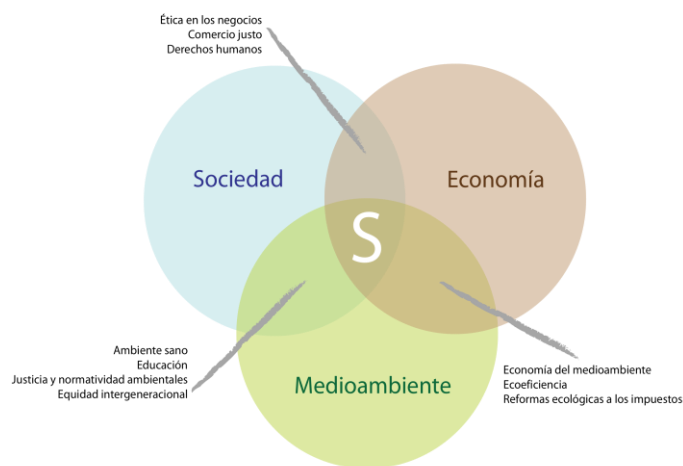 Ética en los negocios
Comercio justo
Derechos humanos
Sociedad
Economía
S
Ambiente sano
Educación
Justicia y normatividad ambientales
Equidad intergeneracional
Medioambiente
Economía del medioambiente
Ecoeficiencia
Reformas ecológicas a los impuestos